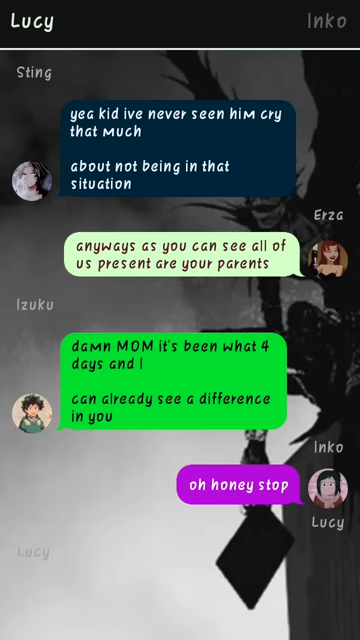 Lucy
Inko
Sting
yea kid ive never seen him cry
that much
about not being in that
situation
Erza
anyways as you can see all of
us present are your parents
Izuku
damn MOM it's been what 4
days and I
can already see a difference
in you
Inko
oh honey stop
Lucy
Lucy